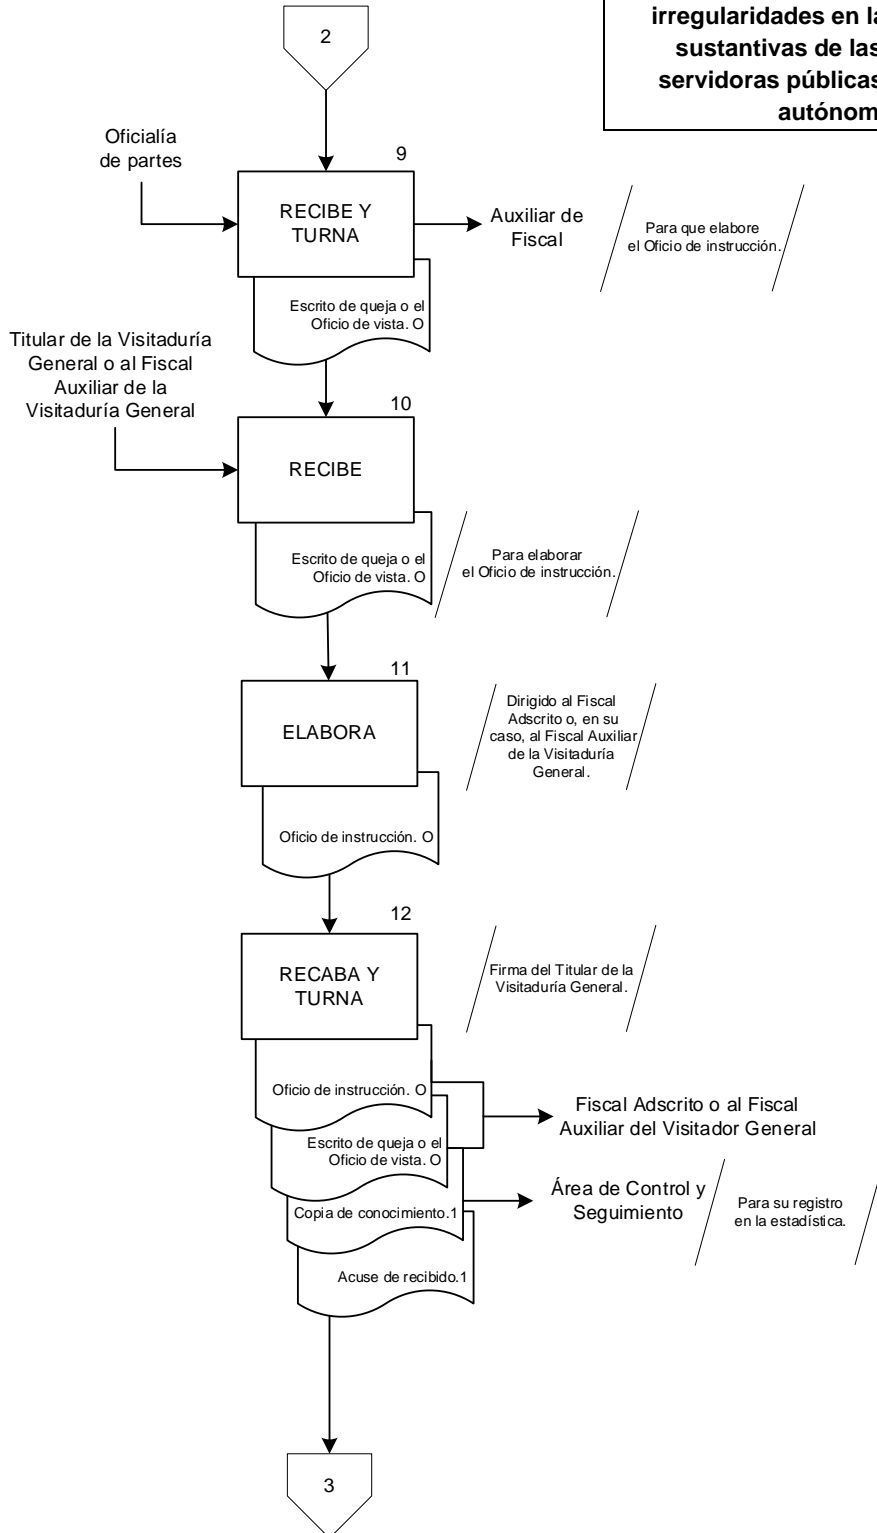 irregularidades en la
sustantivas de las
servidoras públicas
autónom
2
Oficialía
de partes
9
RECIBE Y
TURNA
Auxiliar de
Fiscal
Para que elabore
el Oficio de instrucción.
Escrito de queja o el
Oficio de vista. O
Titular de la Visitaduría
General o al Fiscal
Auxiliar de la
Visitaduría General
10
RECIBE
Escrito de queja o el
Oficio de vista. O
Para elaborar
el Oficio de instrucción.
11
ELABORA
Dirigido al Fiscal
Adscrito o, en su
caso, al Fiscal Auxiliar
de la Visitaduría
General.
Oficio de instrucción. O
12
RECABA Y
TURNA
Firma del Titular de la
Visitaduría General.
Oficio de instrucción. O
Escrito de queja o el
Oficio de vista. O
Fiscal Adscrito o al Fiscal
Auxiliar del Visitador General
Copia de conocimiento.1
Área de Control y
Seguimiento
Para su registro
en la estadística.
Acuse de recibido.1
3